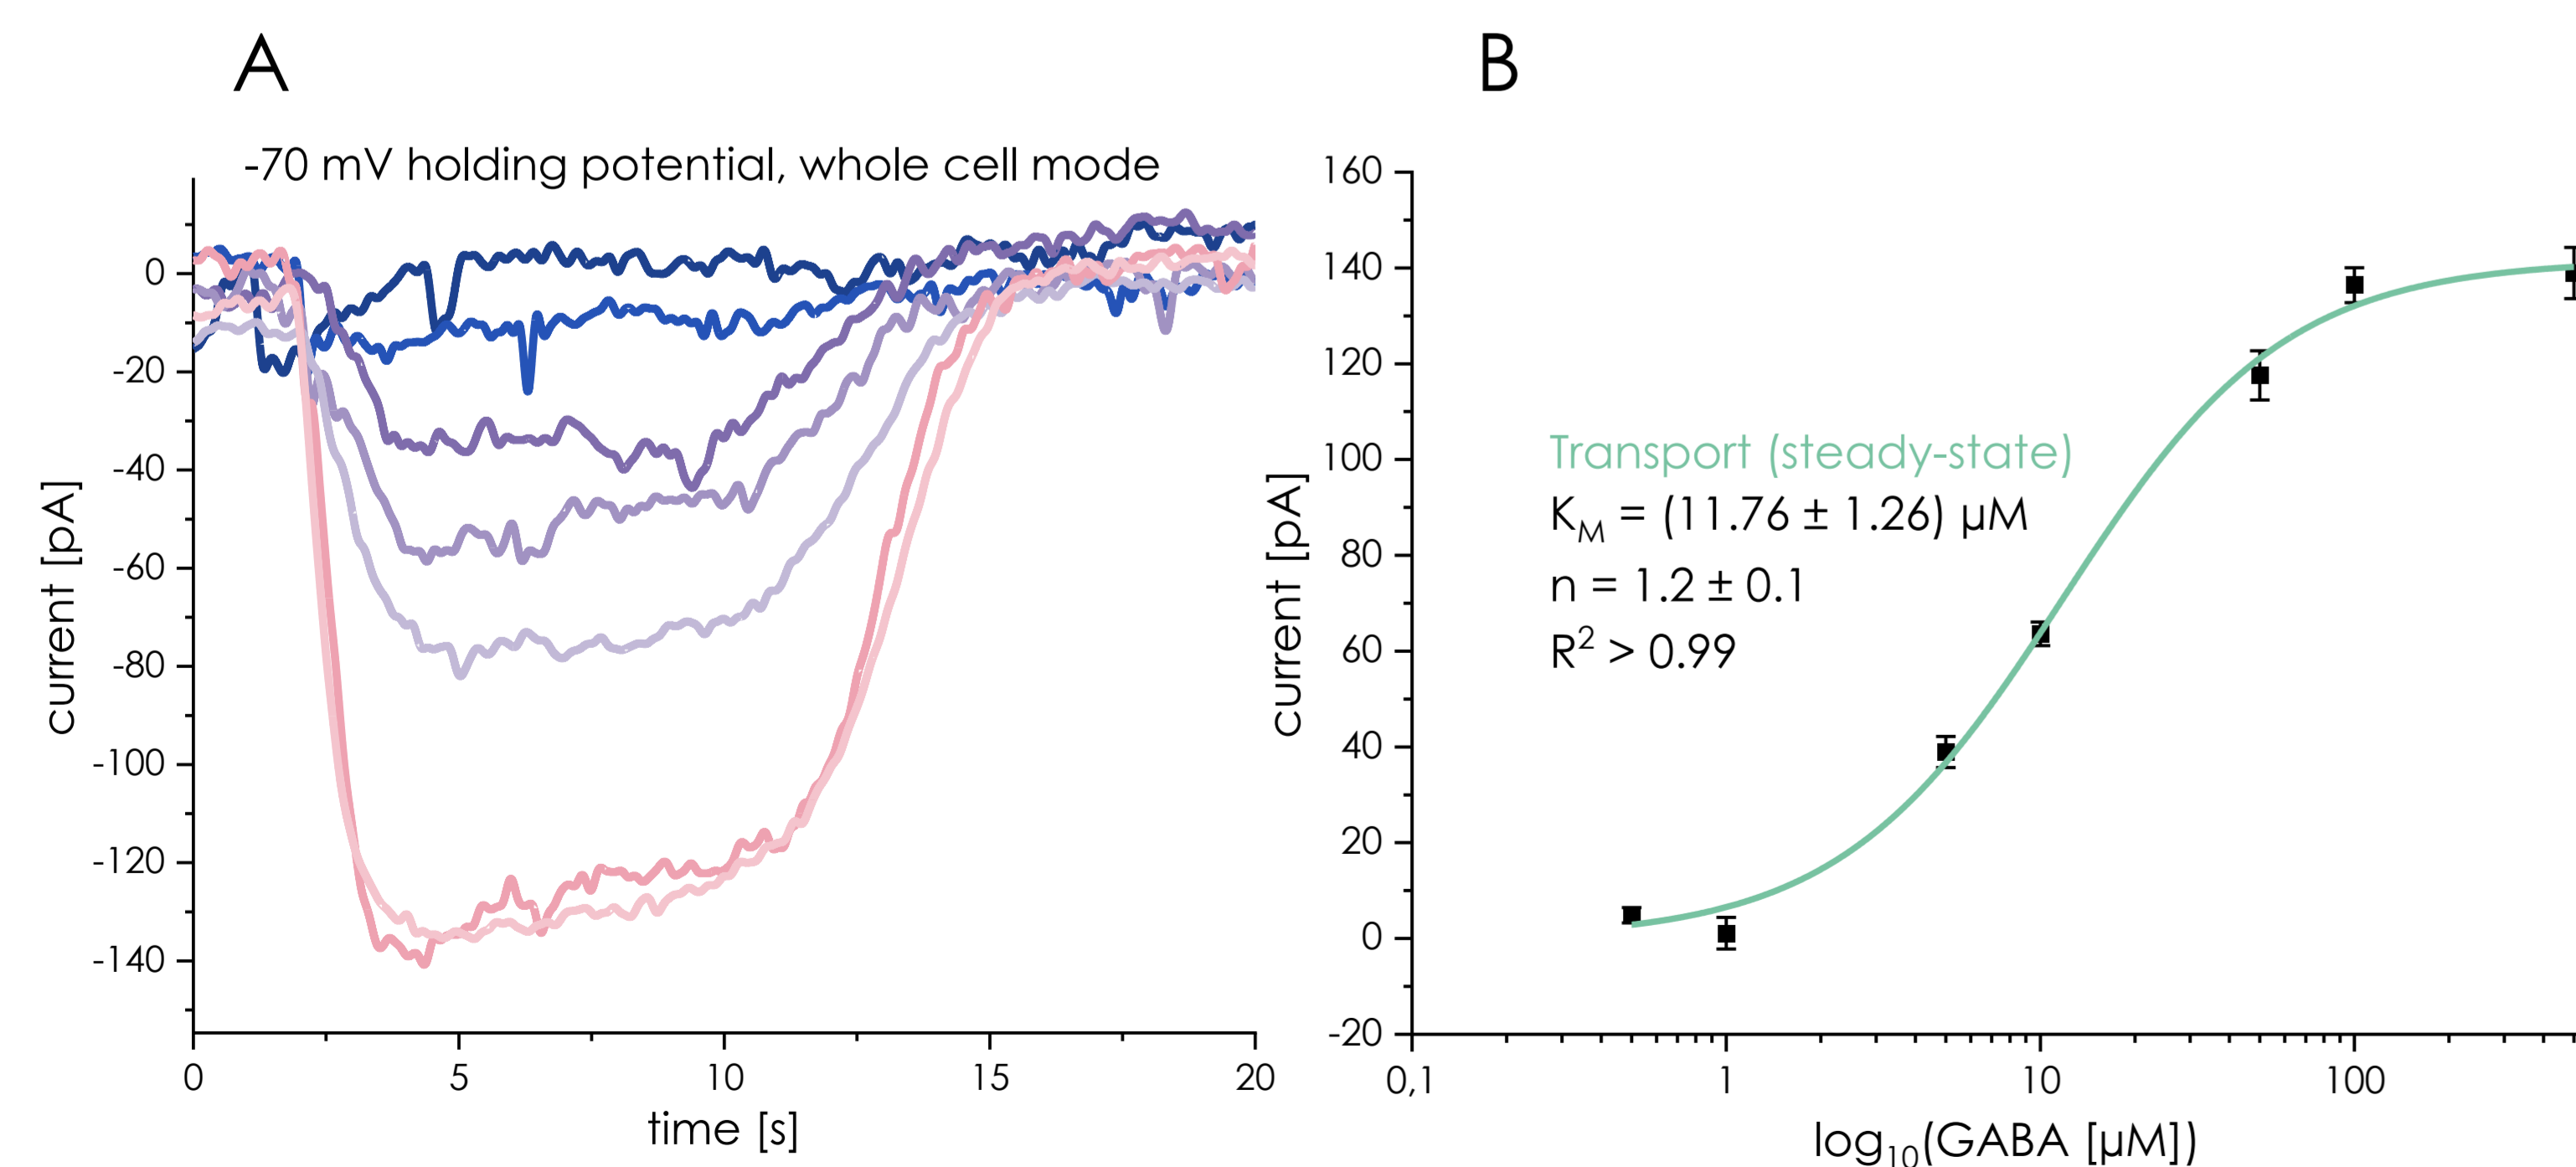 A
-70 mV holding potential, whole cell mode
current [pA]
0
-20
-40
-60
-80
-100
-120
-140
0 5 10 15 20
time [s]
B
current [pA]
160
140
120
100
80
60
40
20
0
-20
Transport (steady-state)
K_M = (11.76 ± 1.26) µM
n = 1.2 ± 0.1
R² > 0.99
0,1 1 10 100
log₁₀(GABA [µM])